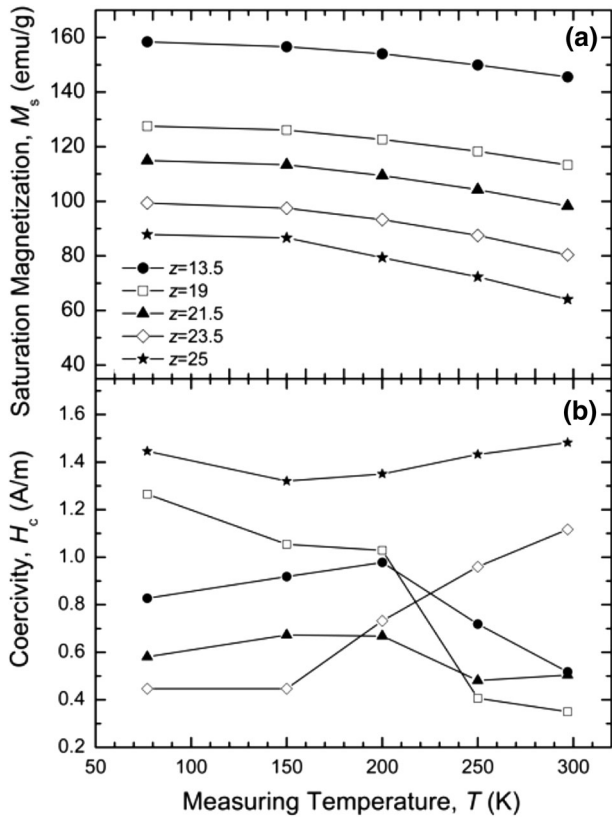 (a)
Saturation Magnetization, Ms (emu/g)
160
140
120
100
80
60
40
z=13.5
z=19
z=21.5
z=23.5
z=25
(b)
Coercivity, Hc (A/m)
1.6
1.4
1.2
1.0
0.8
0.6
0.4
0.2
50 100 150 200 250 300
Measuring Temperature, T (K)